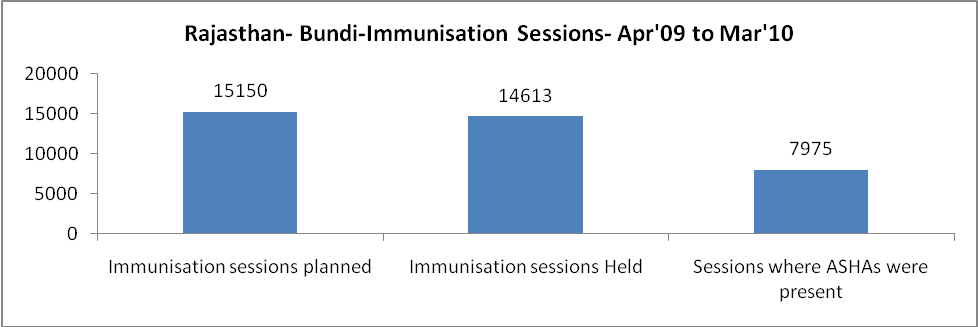 Rajasthan- Bundi-Immunisation Sessions- Apr'09 to Mar'10
20000
15000
10000
5000
0
15150
14613
7975
Immunisation sessions planned
Immunisation sessions Held
Sessions where ASHAs were
present